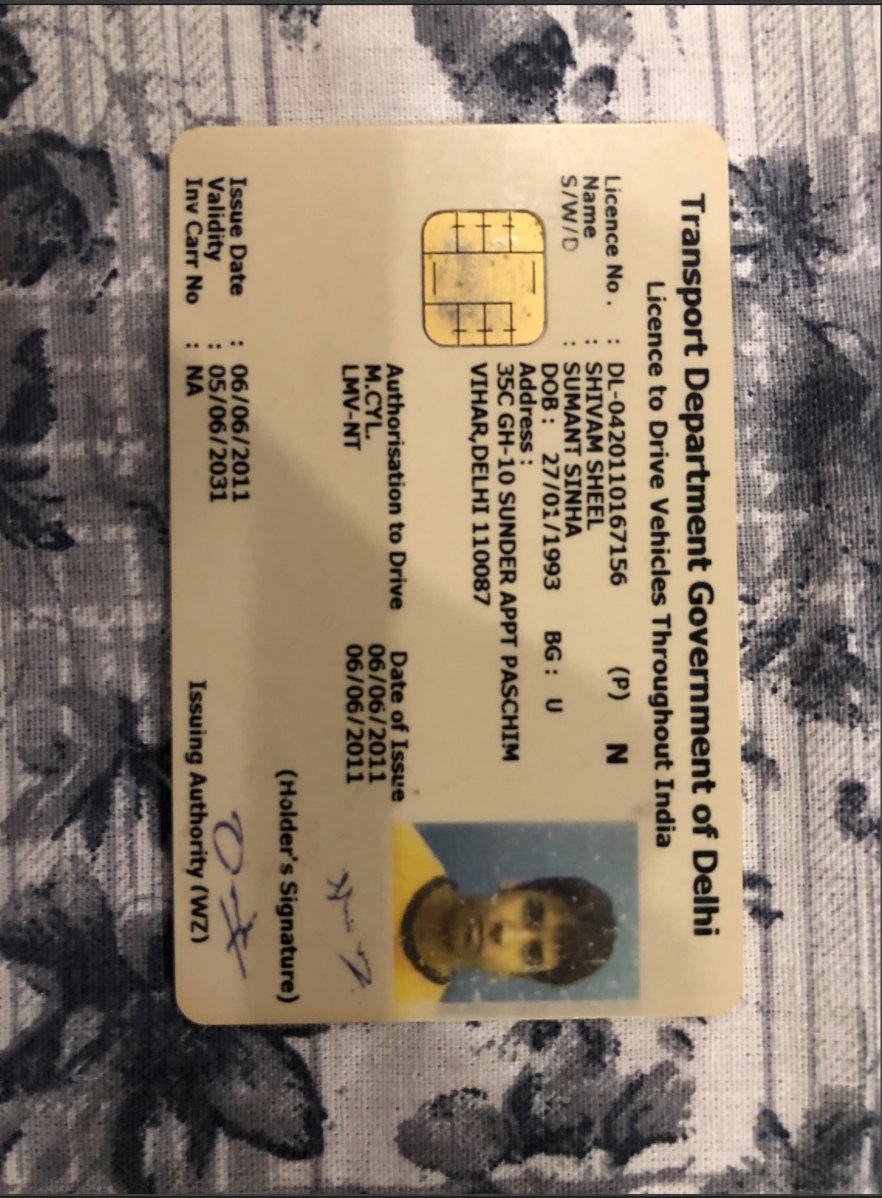 Transport Department Government of Delhi
Licence to Drive Vehicles Throughout India
Licence No. : DL-0420110167156 (P) N
Name : SHIVAM SHEEL
S/W/D : SUMANT SINHA
DOB : 27/01/1993 BG : U
Address :
35C GH-10 SUNDER APPT PASCHIM
VIHAR,DELHI 110087
Authorisation to Drive Date of Issue
M.CYL. 06/06/2011
LMV-NT 06/06/2011
(Holder's Signature)
Issue Date : 06/06/2011
Validity : 05/06/2031
Inv Carr No : NA
Issuing Authority (WZ)